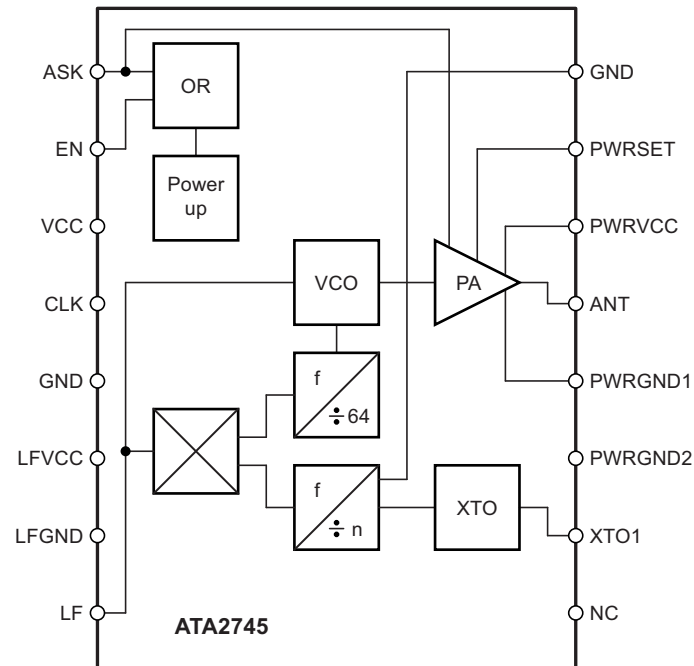 ASK
OR
GND
EN
PWRSET
Power
up
VCC
PWRVCC
VCO
PA
CLK
ANT
GND
PWRGND1
f
÷ 64
LFVCC
PWRGND2
f
÷ n
XTO
LFGND
XTO1
LF
NC
ATA2745